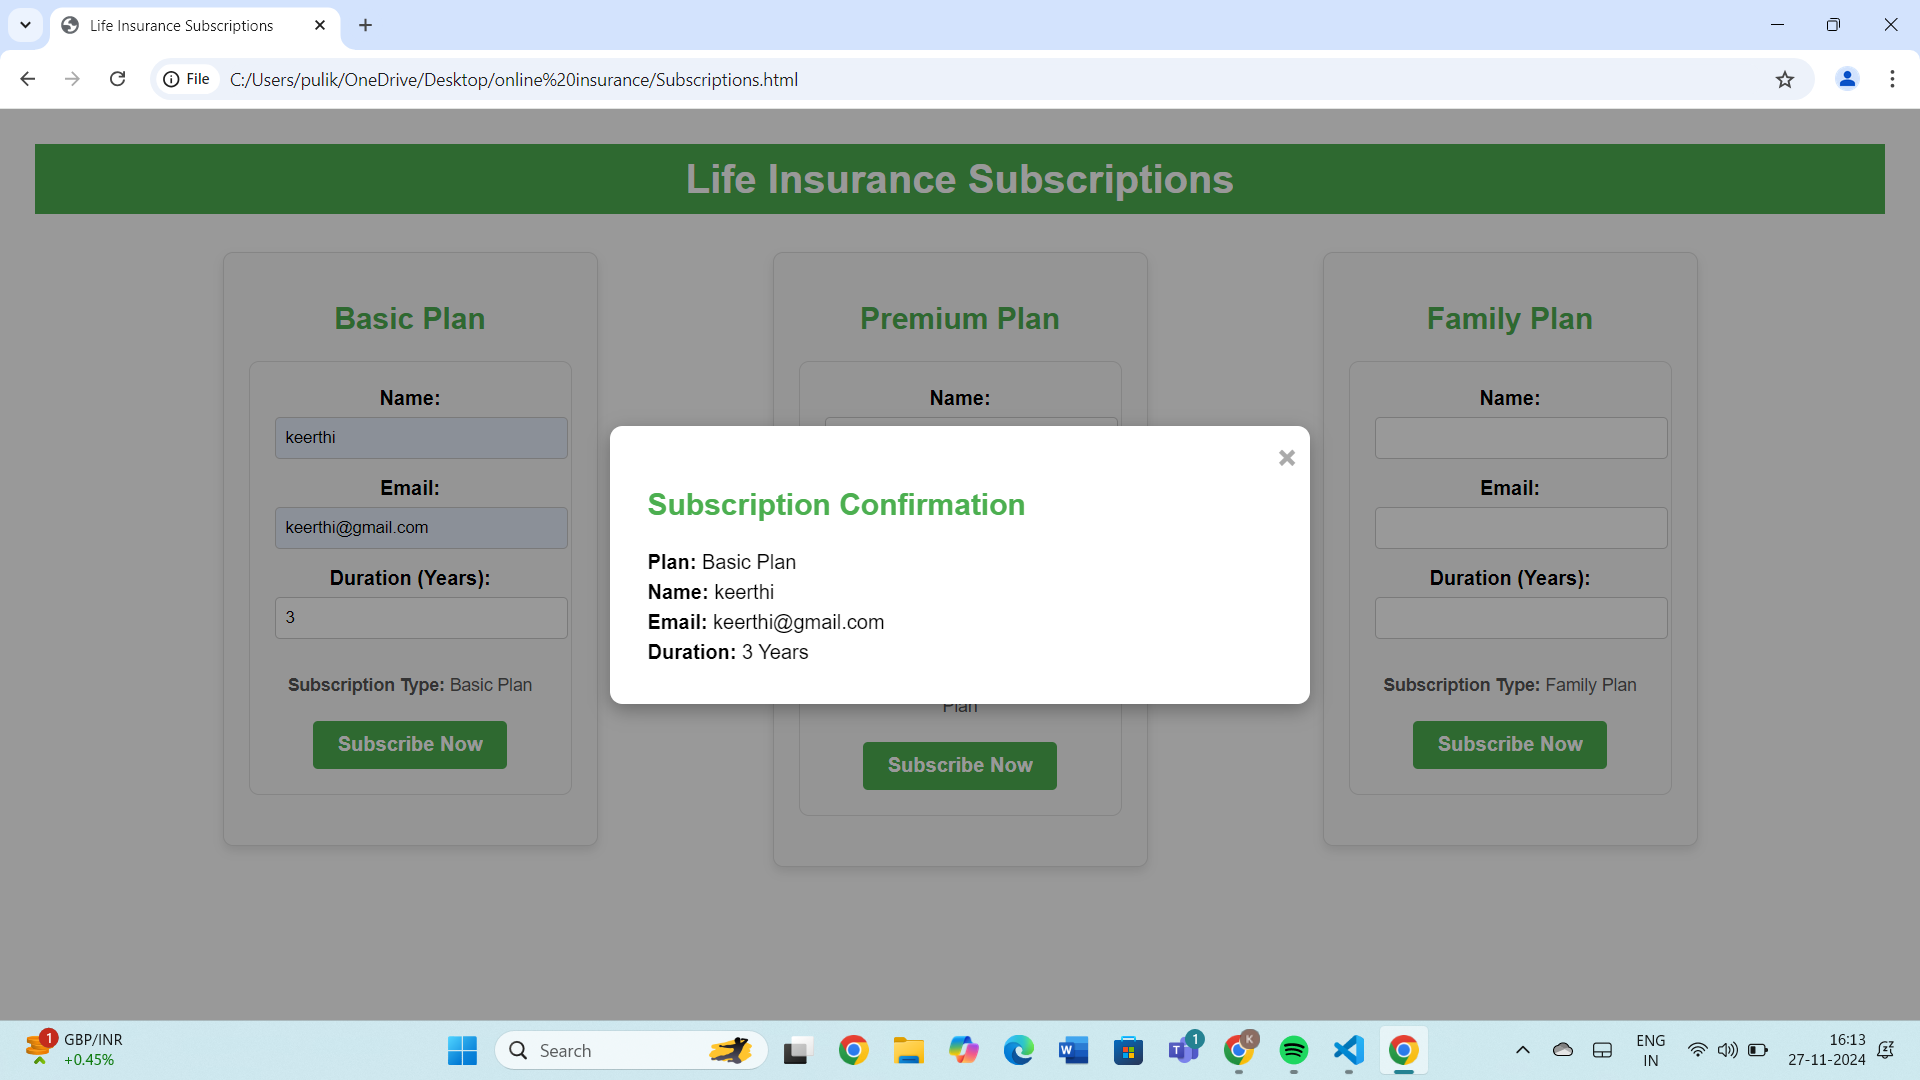 Life Insurance Subscriptions
File
C:/Users/pulik/OneDrive/Desktop/online%20insurance/Subscriptions.html
Life Insurance Subscriptions
Basic Plan
Name:
keerthi
Email:
keerthi@gmail.com
Duration (Years):
3
Subscription Type: Basic Plan
Subscribe Now
Premium Plan
Name:
Plan
Subscribe Now
Family Plan
Name:
Email:
Duration (Years):
Subscription Type: Family Plan
Subscribe Now
Subscription Confirmation
Plan: Basic Plan
Name: keerthi
Email: keerthi@gmail.com
Duration: 3 Years
1
GBP/INR
+0.45%
Search
W
T
1
K
ENG
IN
16:13
27-11-2024